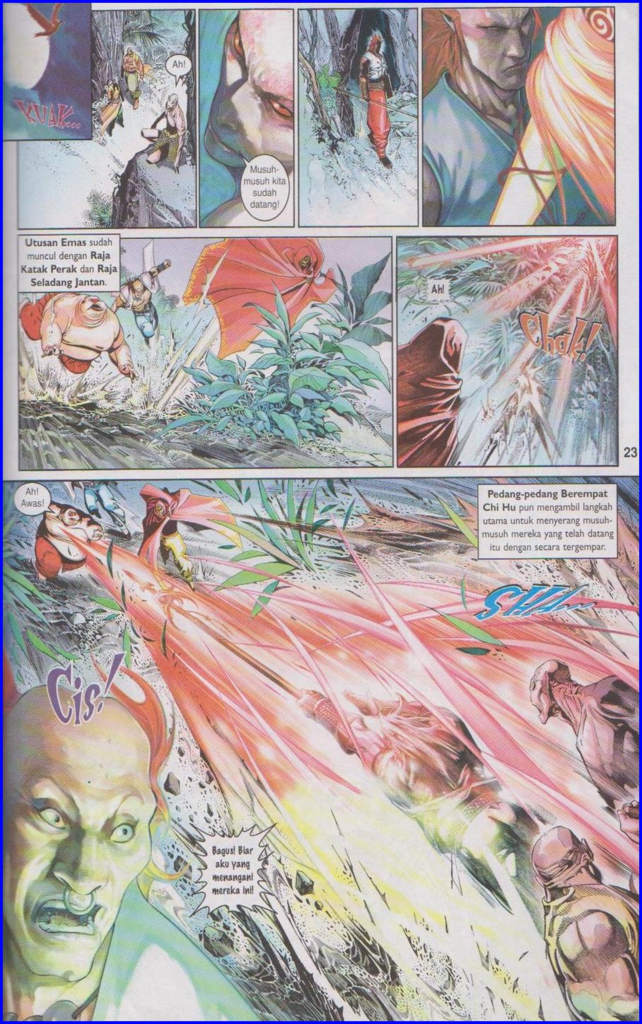 KUAK...
Ah!
Musuh-
musuh kita
sudah
datang!
Utusan Emas sudah
muncul dengan Raja
Katak Perak dan Raja
Seladang Jantan.
Ah!
Chak!!
23
Ah!
Awas!
Pedang-pedang Berempat
Chi Hu pun mengambil langkah
utama untuk menyerang musuh-
musuh mereka yang telah datang
itu dengan secara tergempar.
SHA...
Cis!
Bagus! Biar
aku yang
menangani
mereka ini!